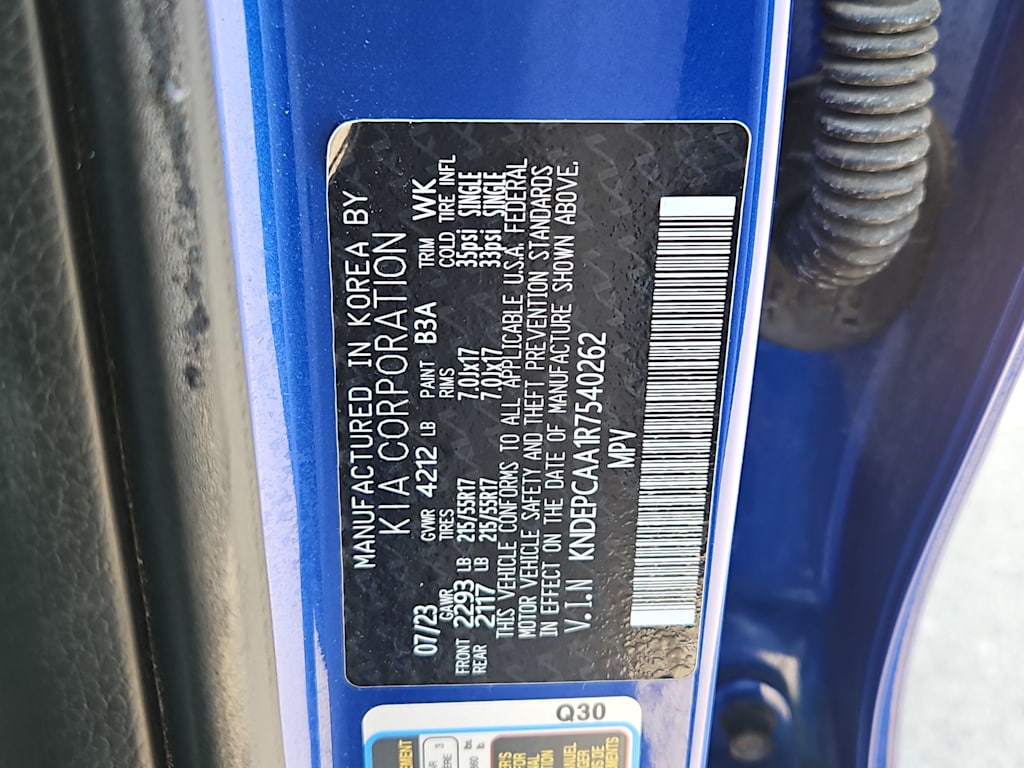 MANUFACTURED IN KOREA BY
KIA CORPORATION
07/23 GVWR 4212 LB PAINT B3A TRIM WK
GAWR TIRES RIMS COLD TIRE INFL
FRONT 2293 LB 215/55R17 7.0Jx17 35psi SINGLE
REAR 2117 LB 215/55R17 7.0Jx17 33psi SINGLE
THIS VEHICLE CONFORMS TO ALL APPLICABLE U.S.A. FEDERAL
MOTOR VEHICLE SAFETY AND THEFT PREVENTION STANDARDS
IN EFFECT ON THE DATE OF MANUFACTURE SHOWN ABOVE.
V.I.N KNDEPCAA1R7540262
MPV
Q30